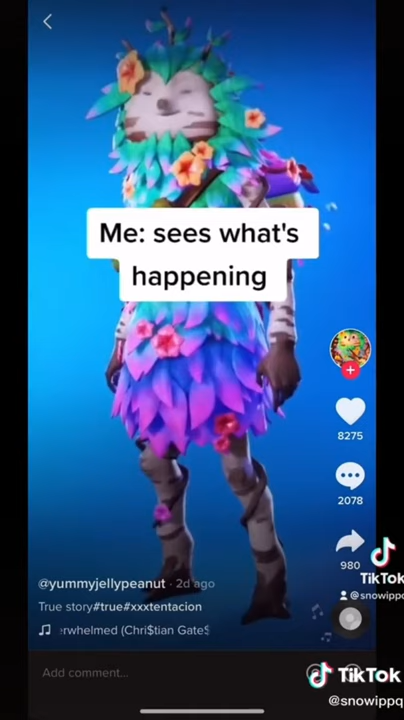 Me: sees what's
happening
8275
2078
980
TikTok
@snowippq
@yummyjellypeanut · 2d ago
True story#true#xxxtentacion
erwhelmed (Chri$tian Gate$
Add comment...
TikTok
@snowippq